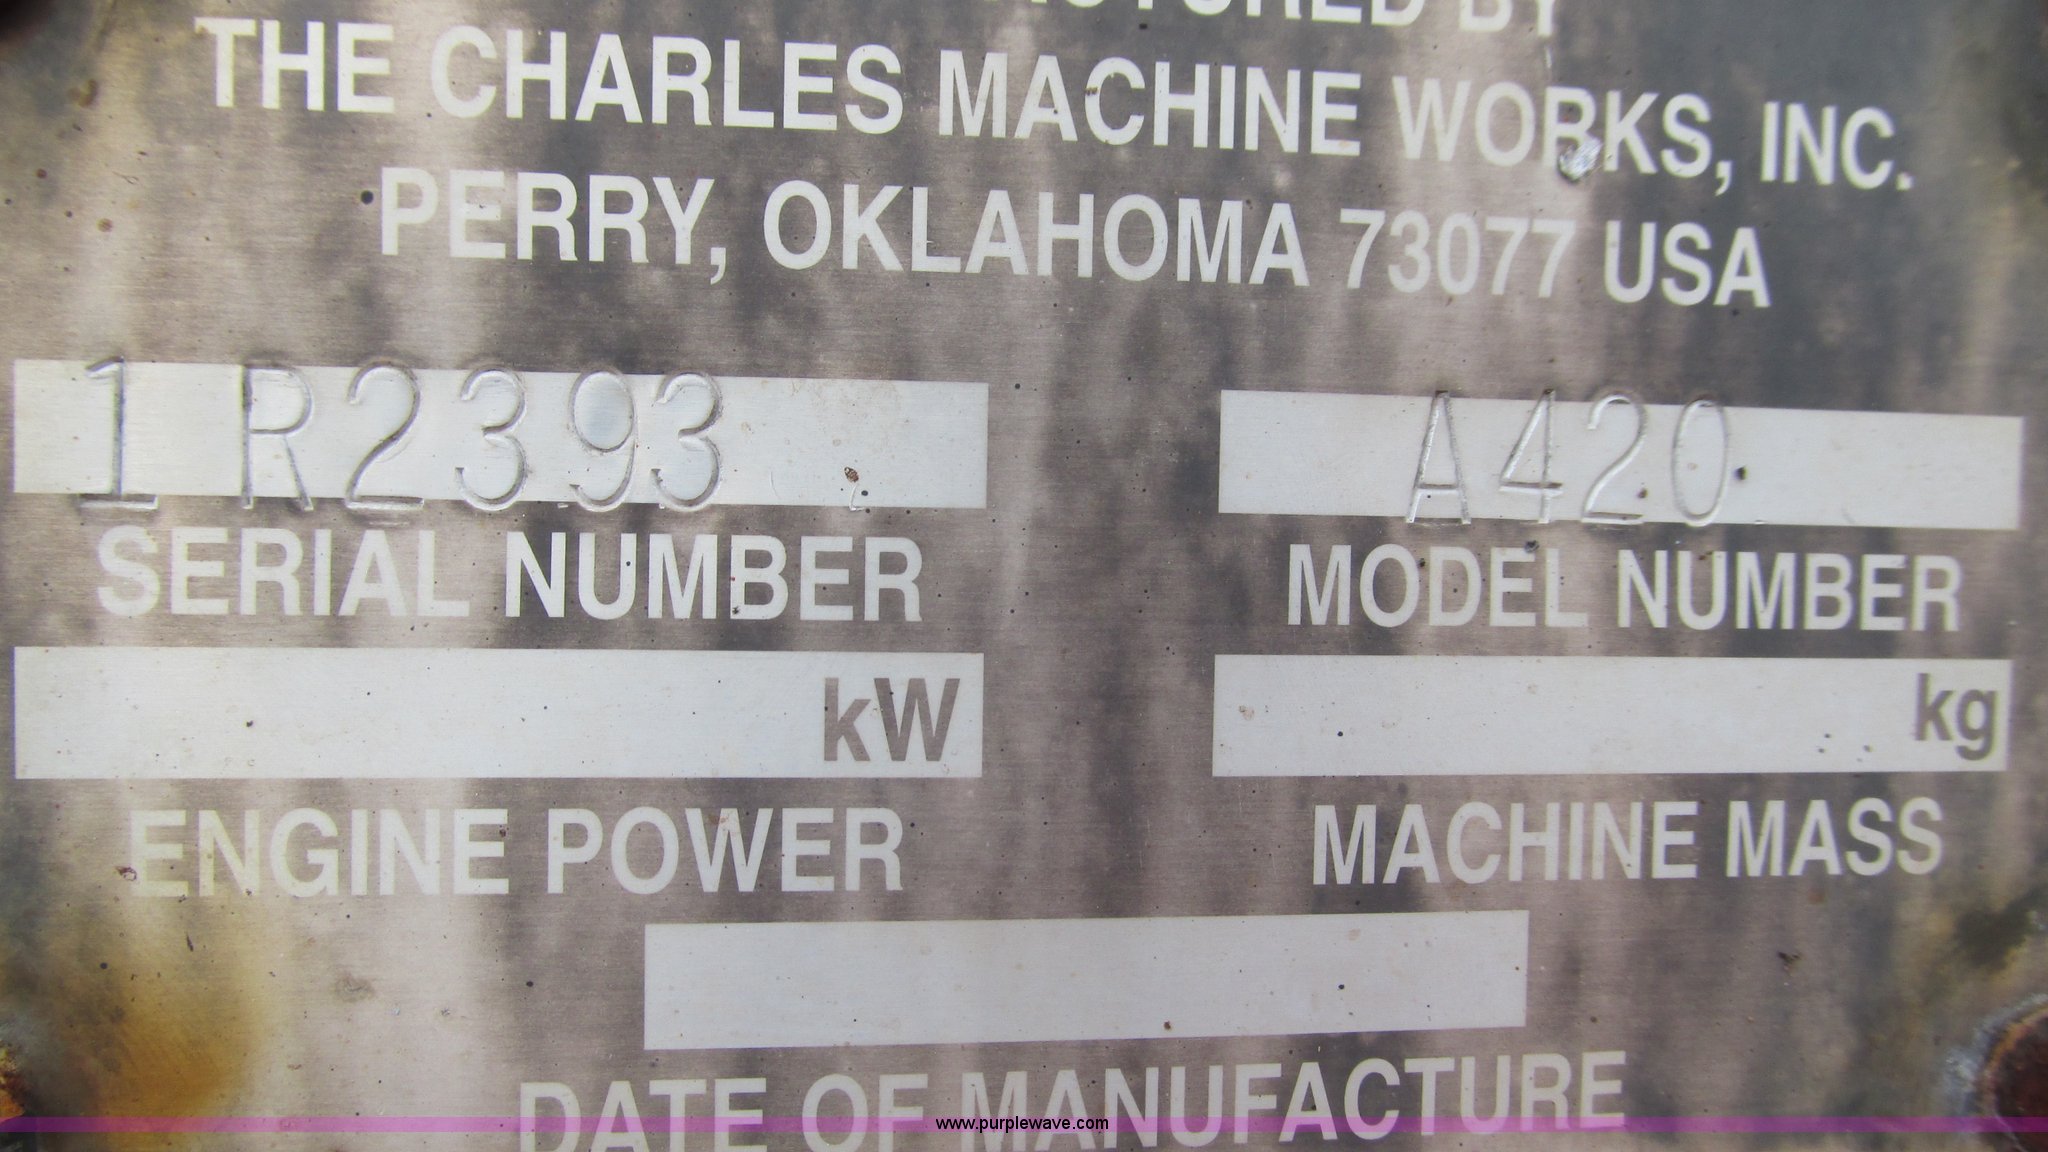 BY
THE CHARLES MACHINE WORKS, INC.
PERRY, OKLAHOMA 73077 USA
1R2393 A420
SERIAL NUMBER MODEL NUMBER
kW kg
ENGINE POWER MACHINE MASS
DATE OF MANUFACTURE
www.purplewave.com